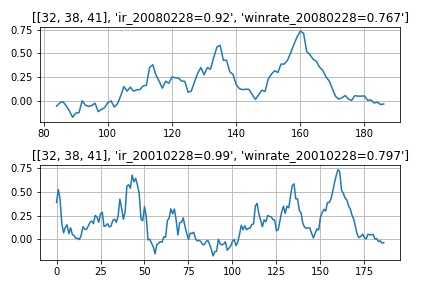 [[32, 38, 41], 'ir_20080228=0.92', 'winrate_20080228=0.767']
0.75
0.50
0.25
0.00
80 100 120 140 160 180
[[32, 38, 41], 'ir_20010228=0.99', 'winrate_20010228=0.797']
0.75
0.50
0.25
0.00
0 25 50 75 100 125 150 175